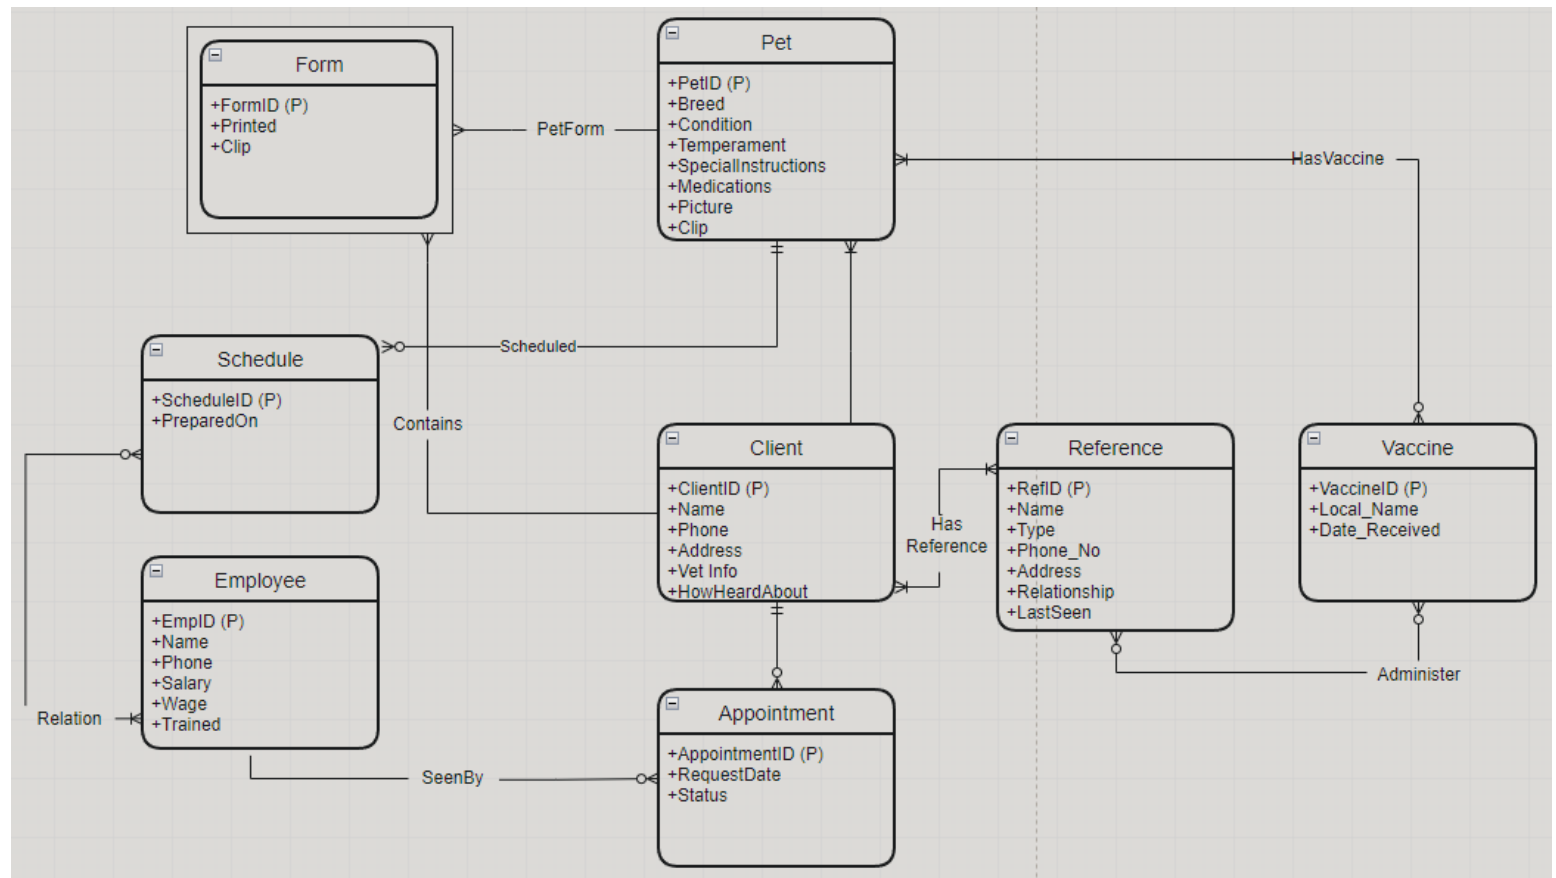 Form
+FormID (P)
+Printed
+Clip
PetForm
Pet
+PetID (P)
+Breed
+Condition
+Temperament
+SpecialInstructions
+Medications
+Picture
+Clip
HasVaccine
Schedule
+ScheduleID (P)
+PreparedOn
Scheduled
Contains
Client
+ClientID (P)
+Name
+Phone
+Address
+Vet Info
+HowHeardAbout
Has
Reference
Reference
+RefID (P)
+Name
+Type
+Phone_No
+Address
+Relationship
+LastSeen
Vaccine
+VaccineID (P)
+Local_Name
+Date_Received
Employee
+EmpID (P)
+Name
+Phone
+Salary
+Wage
+Trained
Relation
SeenBy
Appointment
+AppointmentID (P)
+RequestDate
+Status
Administer